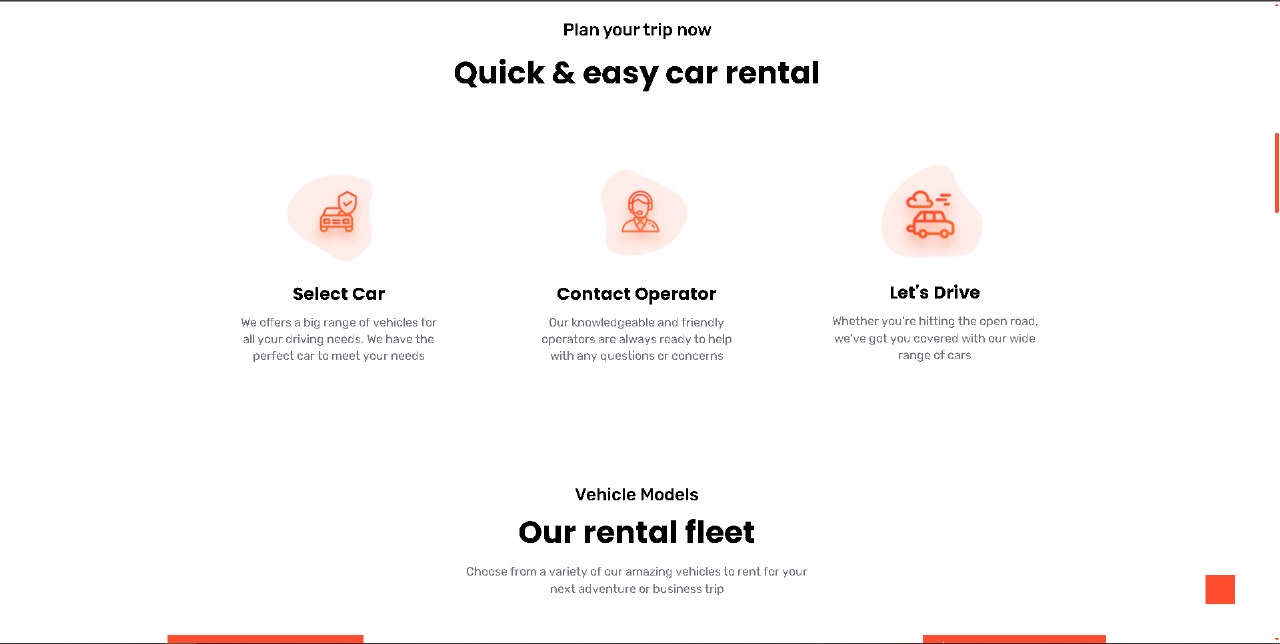 Plan your trip now
Quick & easy car rental
Select Car
We offers a big range of vehicles for
all your driving needs. We have the
perfect car to meet your needs
Contact Operator
Our knowledgeable and friendly
operators are always ready to help
with any questions or concerns
Let's Drive
Whether you're hitting the open road,
we've got you covered with our wide
range of cars
Vehicle Models
Our rental fleet
Choose from a variety of our amazing vehicles to rent for your
next adventure or business trip